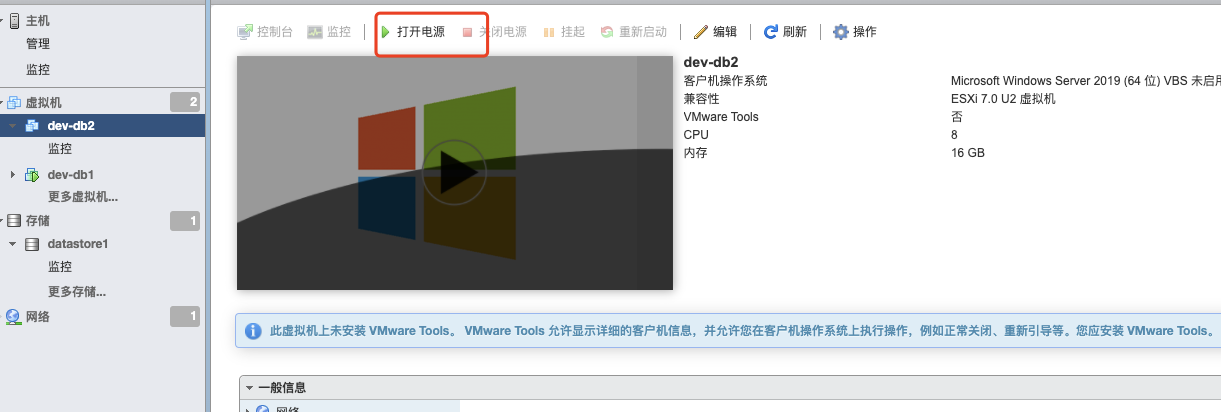 主机
管理
监控
虚拟机 2
dev-db2
监控
dev-db1
更多虚拟机...
存储 1
datastore1
监控
更多存储...
网络 1
控制台 监控 打开电源 关闭电源 挂起 重新启动 编辑 刷新 操作
dev-db2
客户机操作系统 Microsoft Windows Server 2019 (64 位) VBS 未启用
兼容性 ESXi 7.0 U2 虚拟机
VMware Tools 否
CPU 8
内存 16 GB
此虚拟机上未安装 VMware Tools。 VMware Tools 允许显示详细的客户机信息，并允许您在客户机操作系统上执行操作，例如正常关闭、重新引导等。您应安装 VMware Tools。
一般信息
网络